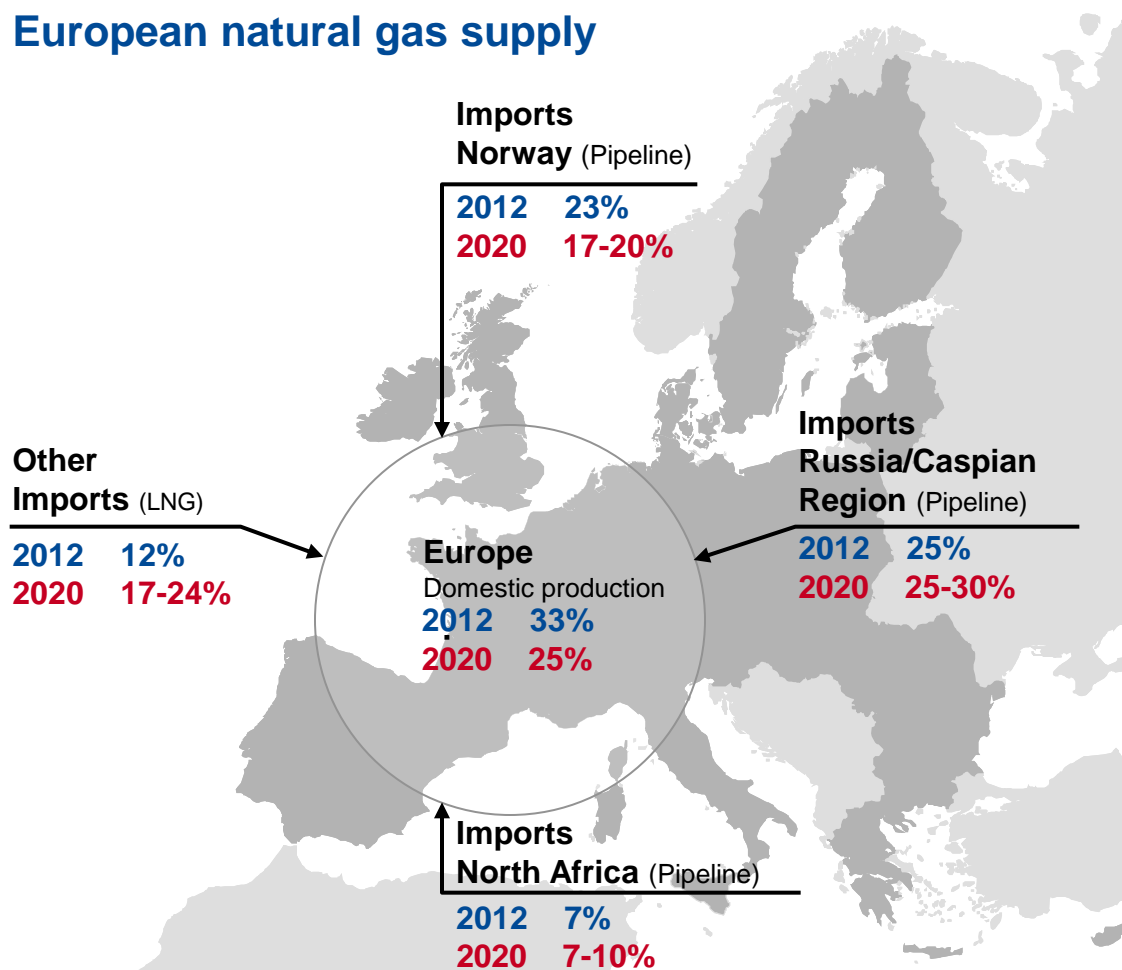 European natural gas supply
Imports
Norway (Pipeline)
2012 23%
2020 17-20%
Other
Imports (LNG)
2012 12%
2020 17-24%
Europe
Domestic production
2012 33%
2020 25%
Imports
Russia/Caspian
Region (Pipeline)
2012 25%
2020 25-30%
Imports
North Africa (Pipeline)
2012 7%
2020 7-10%